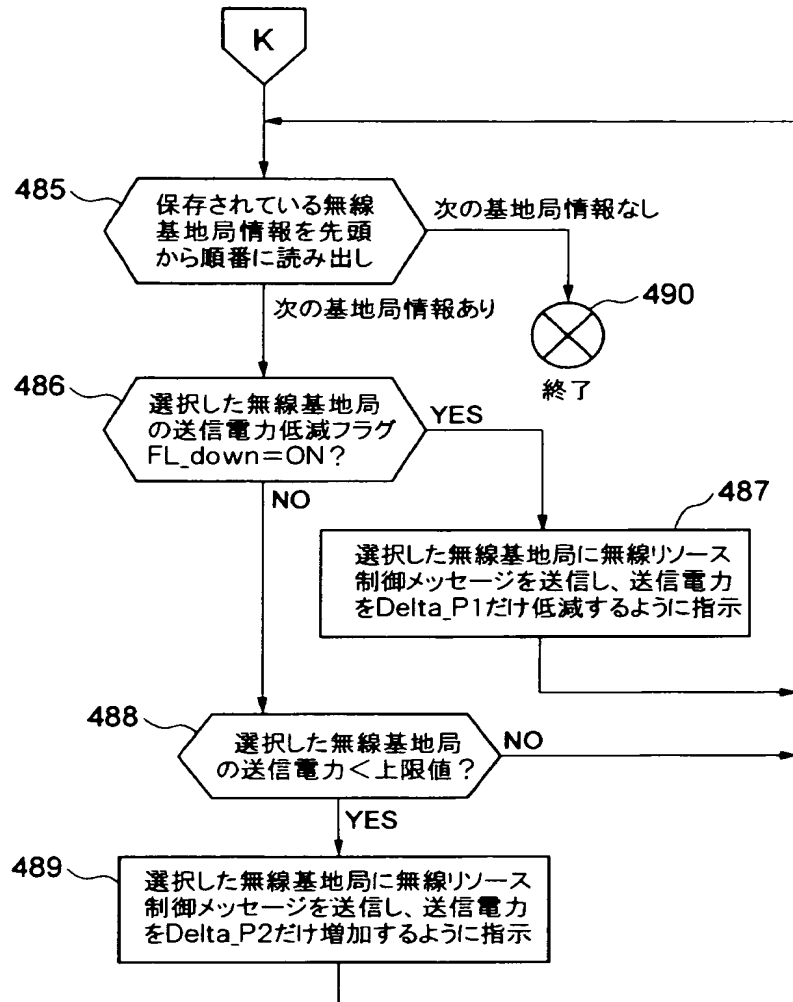 K
485
保存されている無線
基地局情報を先頭
から順番に読み出し
次の基地局情報なし
490
終了
次の基地局情報あり
486
選択した無線基地局
の送信電力低減フラグ
FL_down=ON?
YES
NO
487
選択した無線基地局に無線リソース
制御メッセージを送信し、送信電力
をDelta_P1だけ低減するように指示
488
選択した無線基地局
の送信電力<上限値?
NO
YES
489
選択した無線基地局に無線リソース
制御メッセージを送信し、送信電力
をDelta_P2だけ増加するように指示